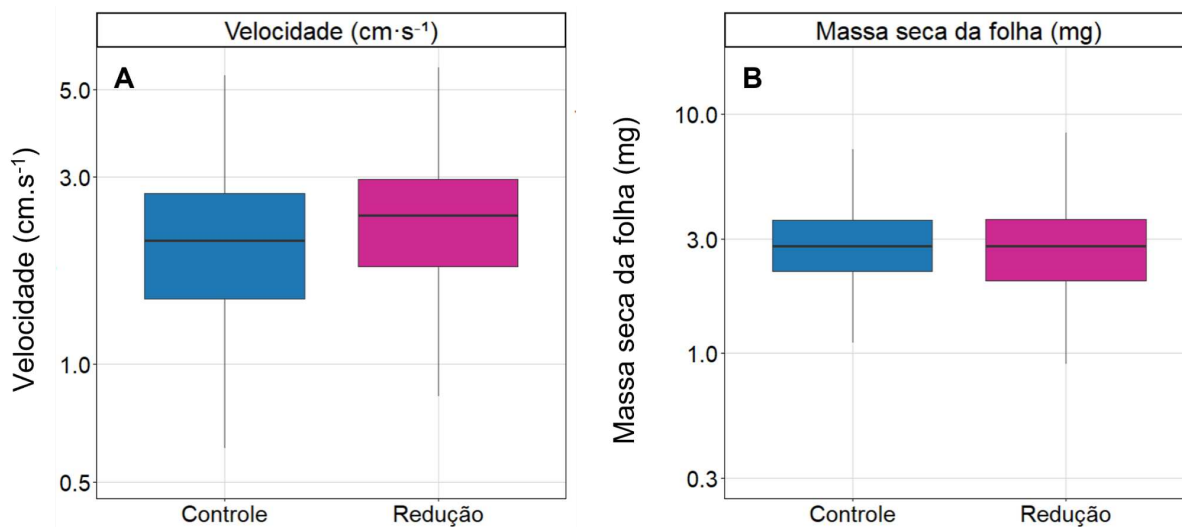 Velocidade (cm·s⁻¹)
A
Velocidade (cm.s⁻¹)
5.0
3.0
1.0
0.5
Controle
Redução
Massa seca da folha (mg)
B
Massa seca da folha (mg)
10.0
3.0
1.0
0.3
Controle
Redução